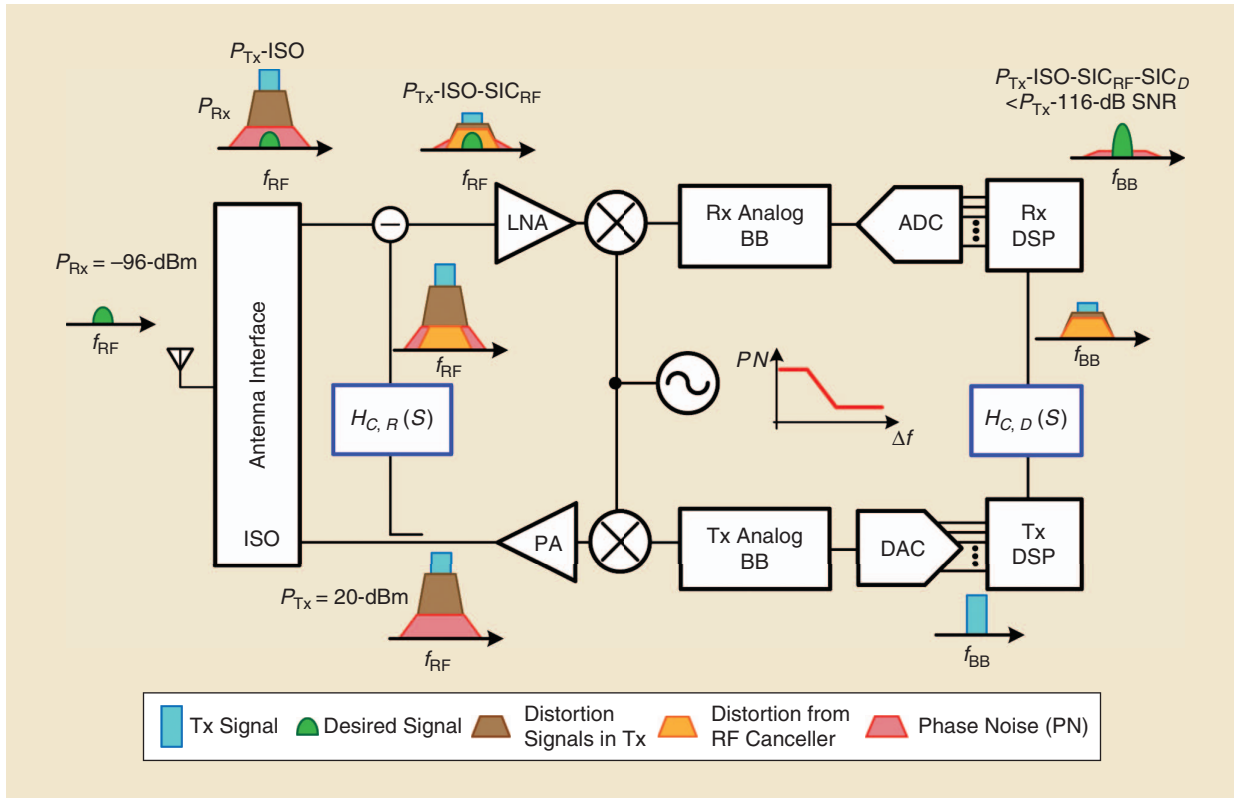 P_Tx-ISO
P_Rx
f_RF
P_Tx-ISO-SIC_RF
f_RF
P_Tx-ISO-SIC_RF-SIC_D
<P_Tx-116-dB SNR
f_BB
P_Rx = –96-dBm
f_RF
Antenna Interface
ISO
–
LNA
Rx Analog
BB
ADC
Rx
DSP
f_RF
f_BB
H_C, R (S)
PN
Δf
H_C, D (S)
PA
Tx Analog
BB
DAC
Tx
DSP
P_Tx = 20-dBm
f_RF
f_BB
Tx Signal
Desired Signal
Distortion
Signals in Tx
Distortion from
RF Canceller
Phase Noise (PN)